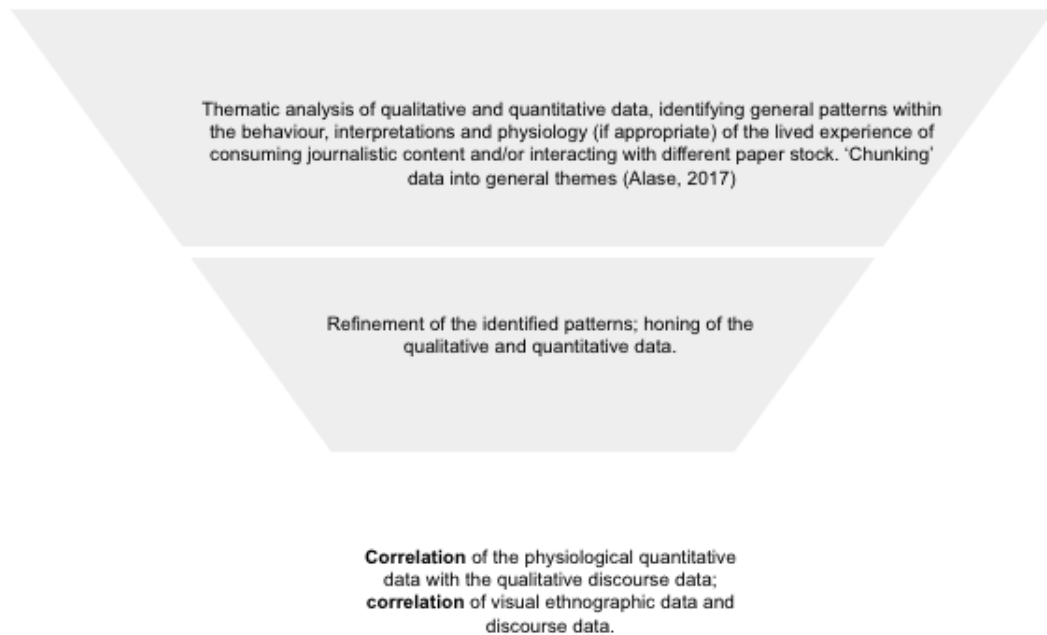 Thematic analysis of qualitative and quantitative data, identifying general patterns within
the behaviour, interpretations and physiology (if appropriate) of the lived experience of
consuming journalistic content and/or interacting with different paper stock. ‘Chunking’
data into general themes (Alase, 2017)
Refinement of the identified patterns; honing of the
qualitative and quantitative data.
Correlation of the physiological quantitative
data with the qualitative discourse data;
correlation of visual ethnographic data and
discourse data.